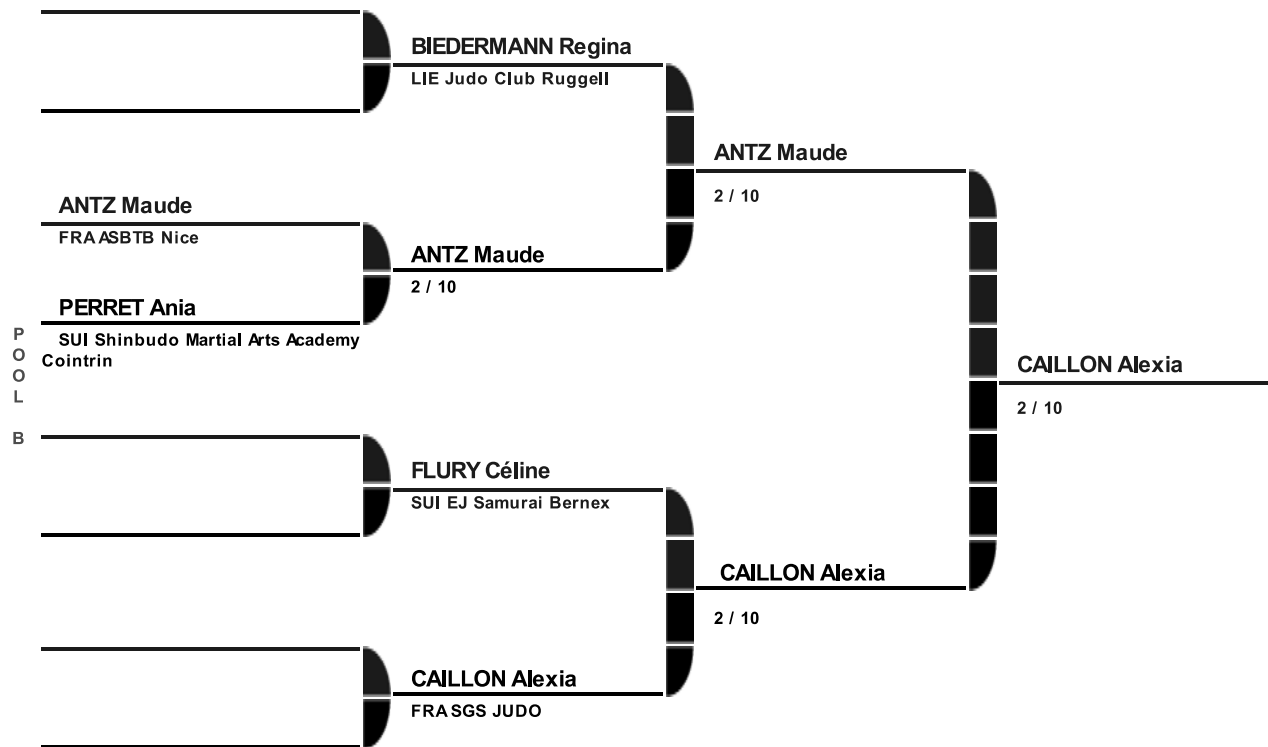 BIEDERMANN Regina
LIE Judo Club Ruggell
ANTZ Maude
2 / 10
ANTZ Maude
FRA ASBTB Nice
ANTZ Maude
2 / 10
PERRET Ania
SUI Shinbudo Martial Arts Academy
Cointrin
POOL B
CAILLON Alexia
2 / 10
FLURY Céline
SUI EJ Samurai Bernex
CAILLON Alexia
2 / 10
CAILLON Alexia
FRA SGS JUDO